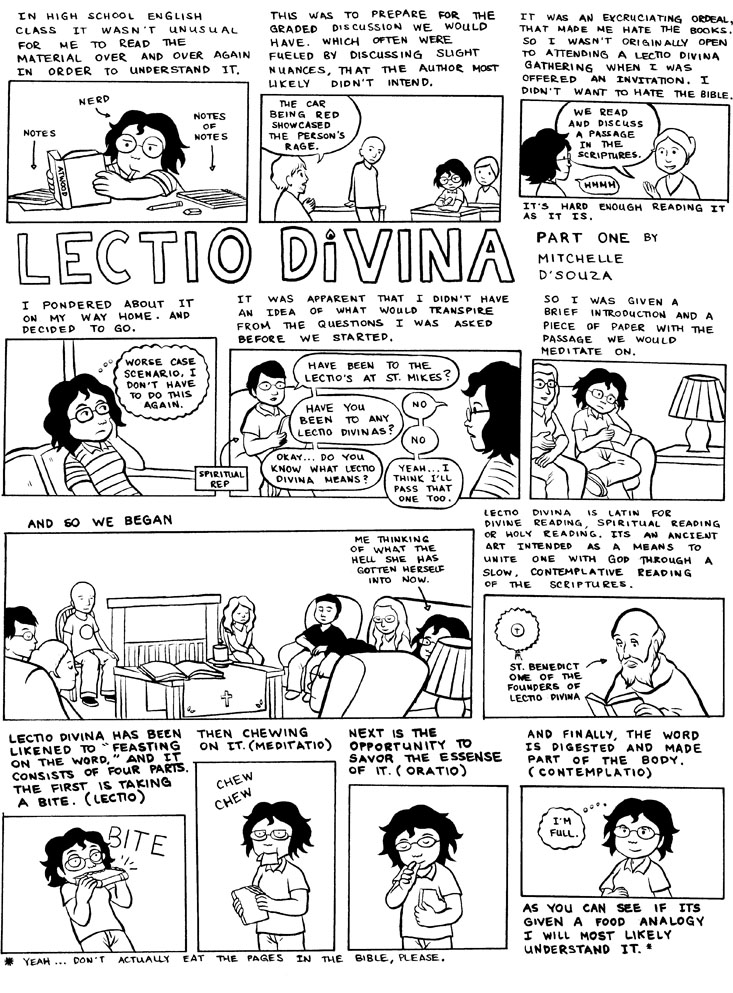 IN HIGH SCHOOL ENGLISH
CLASS IT WASN'T UNUSUAL
FOR ME TO READ THE
MATERIAL OVER AND OVER AGAIN
IN ORDER TO UNDERSTAND IT.
NERD
NOTES
NOTES
OF
NOTES
ATWOOD
THIS WAS TO PREPARE FOR THE
GRADED DISCUSSION WE WOULD
HAVE. WHICH OFTEN WERE
FUELED BY DISCUSSING SLIGHT
NUANCES, THAT THE AUTHOR MOST
LIKELY DIDN'T INTEND.
THE CAR
BEING RED
SHOWCASED
THE PERSON'S
RAGE.
IT WAS AN EXCRUCIATING ORDEAL,
THAT MADE ME HATE THE BOOKS.
SO I WASN'T ORIGINALLY OPEN
TO ATTENDING A LECTIO DIVINA
GATHERING WHEN I WAS
OFFERED AN INVITATION. I
DIDN'T WANT TO HATE THE BIBLE.
WE READ
AND DISCUSS
A PASSAGE
IN THE
SCRIPTURES.
HMMM
IT'S HARD ENOUGH READING IT
AS IT IS.
LECTIO DIVINA
PART ONE BY
MITCHELLE
D'SOUZA
I PONDERED ABOUT IT
ON MY WAY HOME. AND
DECIDED TO GO.
WORSE CASE
SCENARIO, I
DON'T HAVE
TO DO THIS
AGAIN.
IT WAS APPARENT THAT I DIDN'T HAVE
AN IDEA OF WHAT WOULD TRANSPIRE
FROM THE QUESTIONS I WAS ASKED
BEFORE WE STARTED.
HAVE BEEN TO THE
LECTIO'S AT ST. MIKES?
NO
HAVE YOU
BEEN TO ANY
LECTIO DIVINAS?
NO
OKAY... DO YOU
KNOW WHAT LECTIO
DIVINA MEANS?
YEAH... I
THINK I'LL
PASS THAT
ONE TOO.
SPIRITUAL
REP
SO I WAS GIVEN A
BRIEF INTRODUCTION AND A
PIECE OF PAPER WITH THE
PASSAGE WE WOULD
MEDITATE ON.
AND SO WE BEGAN
ME THINKING
OF WHAT THE
HELL SHE HAS
GOTTEN HERSELF
INTO NOW.
LECTIO DIVINA IS LATIN FOR
DIVINE READING, SPIRITUAL READING
OR HOLY READING. ITS AN ANCIENT
ART INTENDED AS A MEANS TO
UNITE ONE WITH GOD THROUGH A
SLOW, CONTEMPLATIVE READING
OF THE SCRIPTURES.
ST. BENEDICT
ONE OF THE
FOUNDERS OF
LECTIO DIVINA
LECTIO DIVINA HAS BEEN
LIKENED TO "FEASTING
ON THE WORD," AND IT
CONSISTS OF FOUR PARTS.
THE FIRST IS TAKING
A BITE. (LECTIO)
BITE
THEN CHEWING
ON IT. (MEDITATIO)
CHEW
CHEW
NEXT IS THE
OPPORTUNITY TO
SAVOR THE ESSENSE
OF IT. (ORATIO)
AND FINALLY, THE WORD
IS DIGESTED AND MADE
PART OF THE BODY.
(CONTEMPLATIO)
I'M
FULL.
AS YOU CAN SEE IF ITS
GIVEN A FOOD ANALOGY
I WILL MOST LIKELY
UNDERSTAND IT.*
* YEAH... DON'T ACTUALLY EAT THE PAGES IN THE BIBLE, PLEASE.